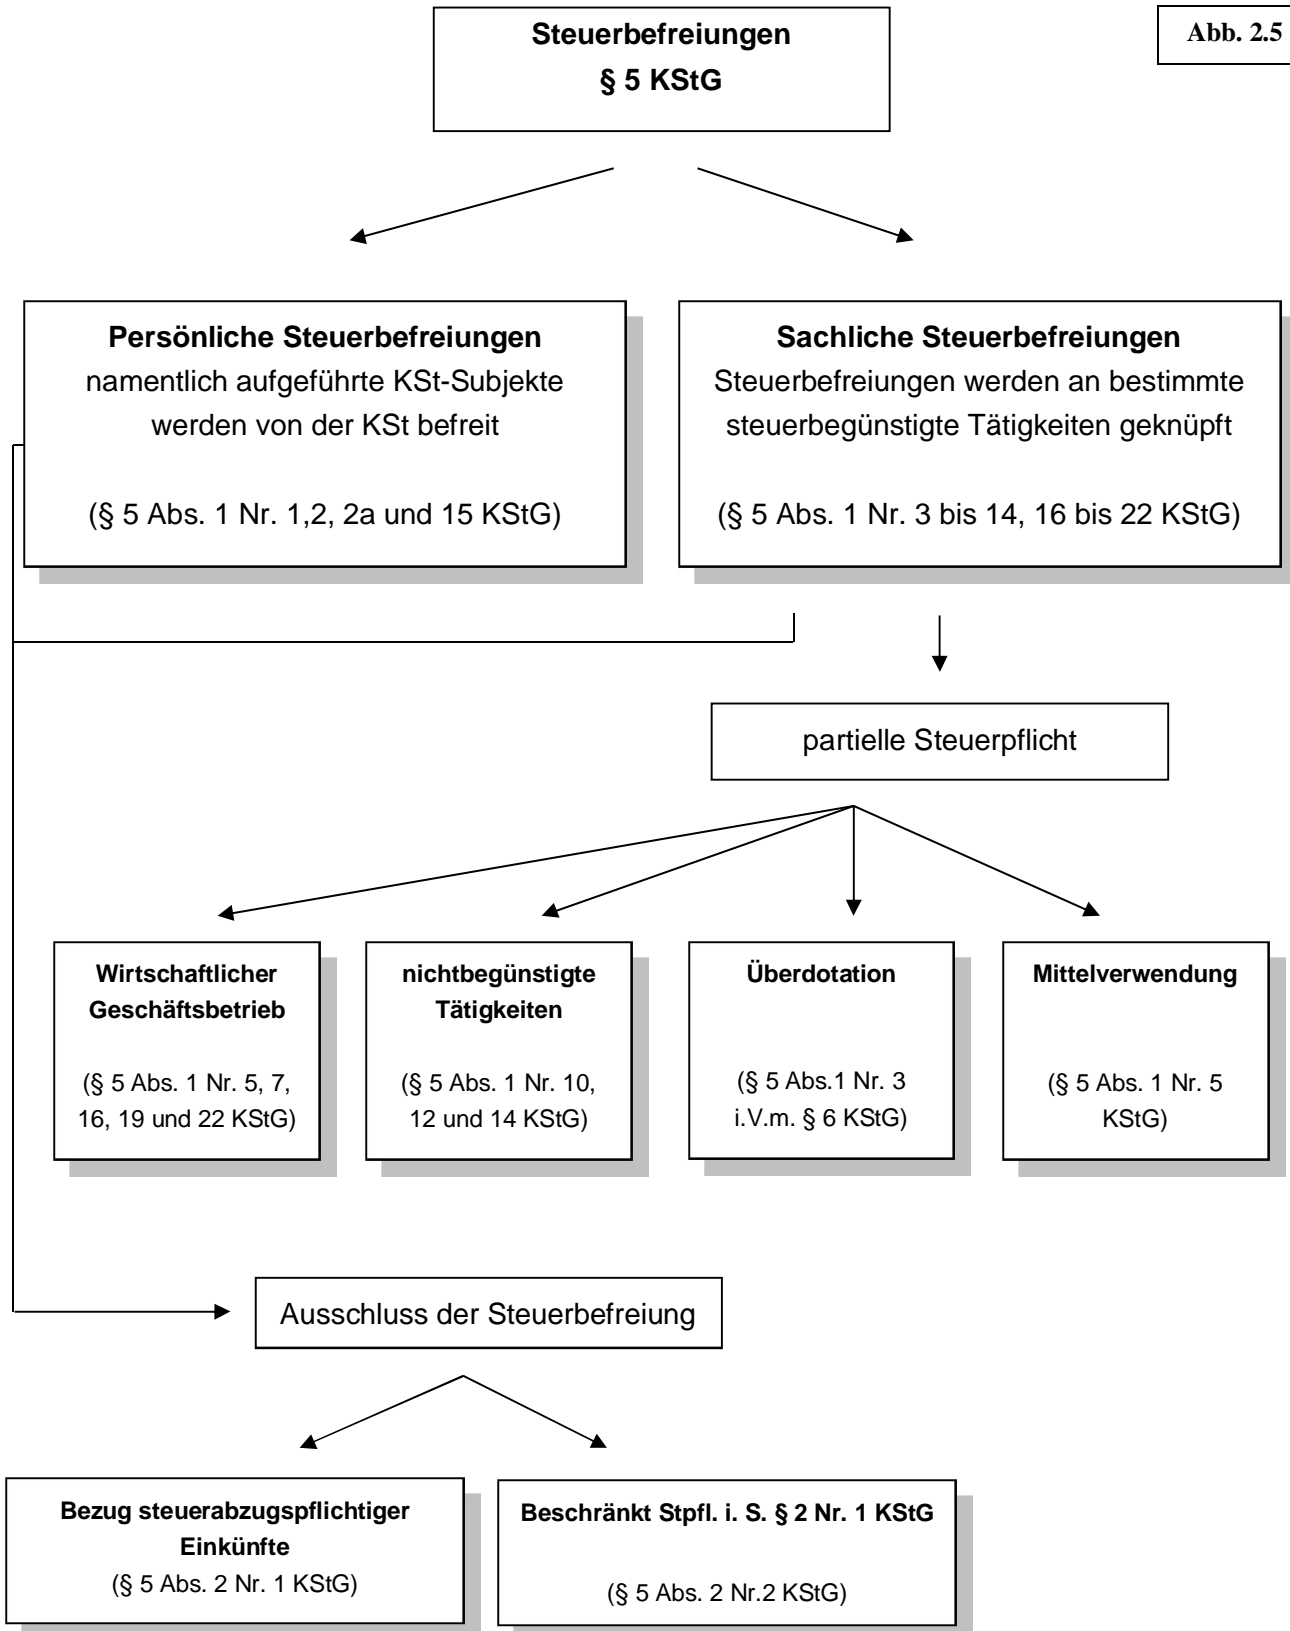 Steuerbefreiungen
§ 5 KStG
Abb. 2.5
Persönliche Steuerbefreiungen
namentlich aufgeführte KSt-Subjekte
werden von der KSt befreit
(§ 5 Abs. 1 Nr. 1,2, 2a und 15 KStG)
Sachliche Steuerbefreiungen
Steuerbefreiungen werden an bestimmte
steuerbegünstigte Tätigkeiten geknüpft
(§ 5 Abs. 1 Nr. 3 bis 14, 16 bis 22 KStG)
partielle Steuerpflicht
Wirtschaftlicher
Geschäftsbetrieb
(§ 5 Abs. 1 Nr. 5, 7,
16, 19 und 22 KStG)
nichtbegünstigte
Tätigkeiten
(§ 5 Abs. 1 Nr. 10,
12 und 14 KStG)
Überdotation
(§ 5 Abs.1 Nr. 3
i.V.m. § 6 KStG)
Mittelverwendung
(§ 5 Abs. 1 Nr. 5
KStG)
Ausschluss der Steuerbefreiung
Bezug steuerabzugspflichtiger
Einkünfte
(§ 5 Abs. 2 Nr. 1 KStG)
Beschränkt Stpfl. i. S. § 2 Nr. 1 KStG
(§ 5 Abs. 2 Nr.2 KStG)